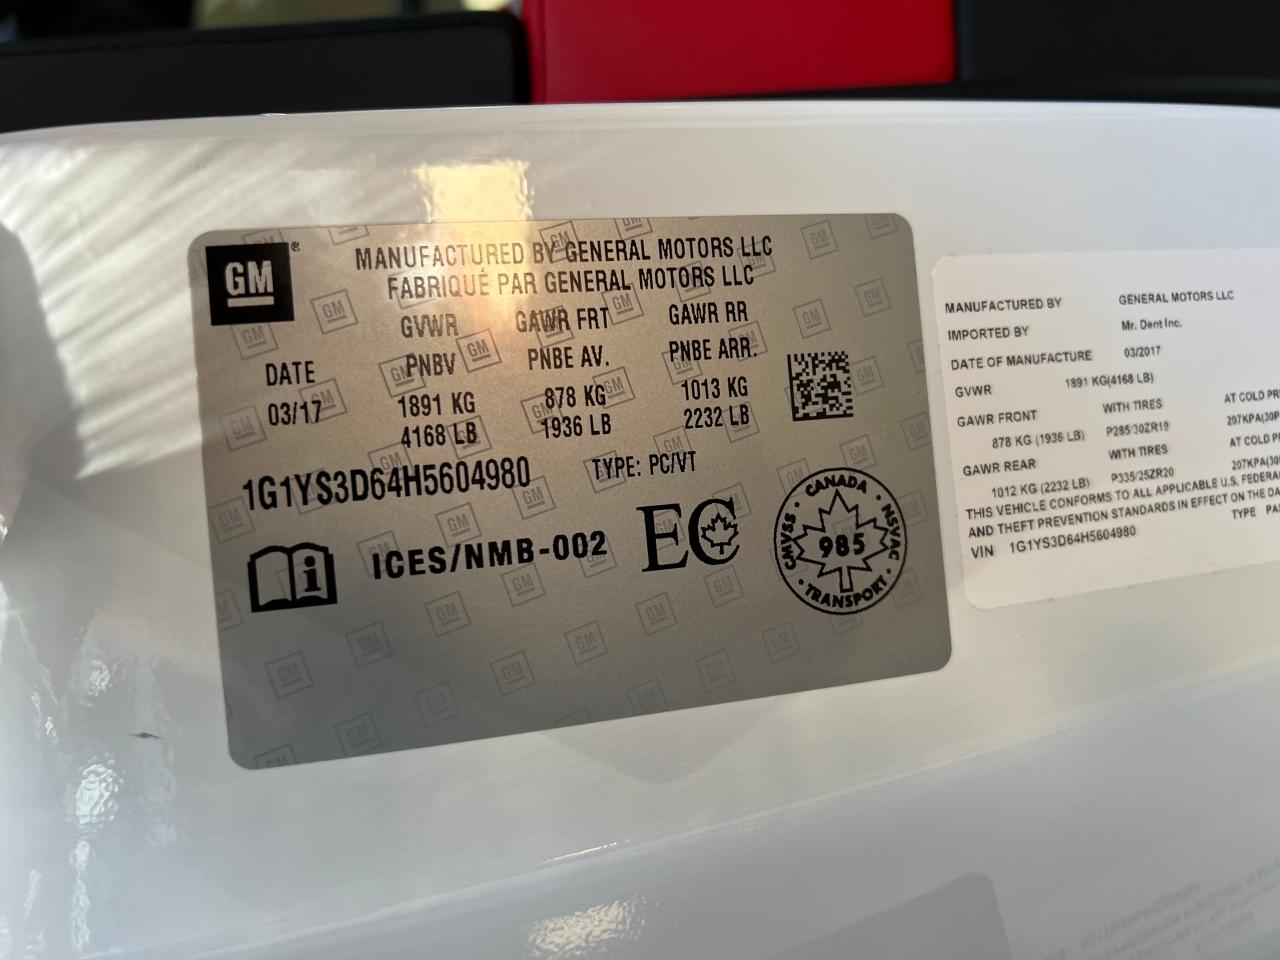 GM ®
MANUFACTURED BY GENERAL MOTORS LLC
FABRIQUÉ PAR GENERAL MOTORS LLC
GVWR GAWR FRT GAWR RR
DATE PNBV PNBE AV. PNBE ARR.
03/17 1891 KG 878 KG 1013 KG
4168 LB 1936 LB 2232 LB
1G1YS3D64H5604980 TYPE: PC/VT
i ICES/NMB-002 EC
CANADA
CMVSS 985 NSVAC
TRANSPORT
MANUFACTURED BY GENERAL MOTORS LLC
IMPORTED BY Mr. Dent Inc.
DATE OF MANUFACTURE 03/2017
GVWR 1891 KG(4168 LB)
GAWR FRONT WITH TIRES AT COLD PR
878 KG (1936 LB) P285/30ZR19 207KPA(30P
GAWR REAR WITH TIRES AT COLD P
1012 KG (2232 LB) P335/25ZR20 207KPA(30
THIS VEHICLE CONFORMS TO ALL APPLICABLE U.S. FEDERA
AND THEFT PREVENTION STANDARDS IN EFFECT ON THE DA
VIN 1G1YS3D64H5604980 TYPE PA